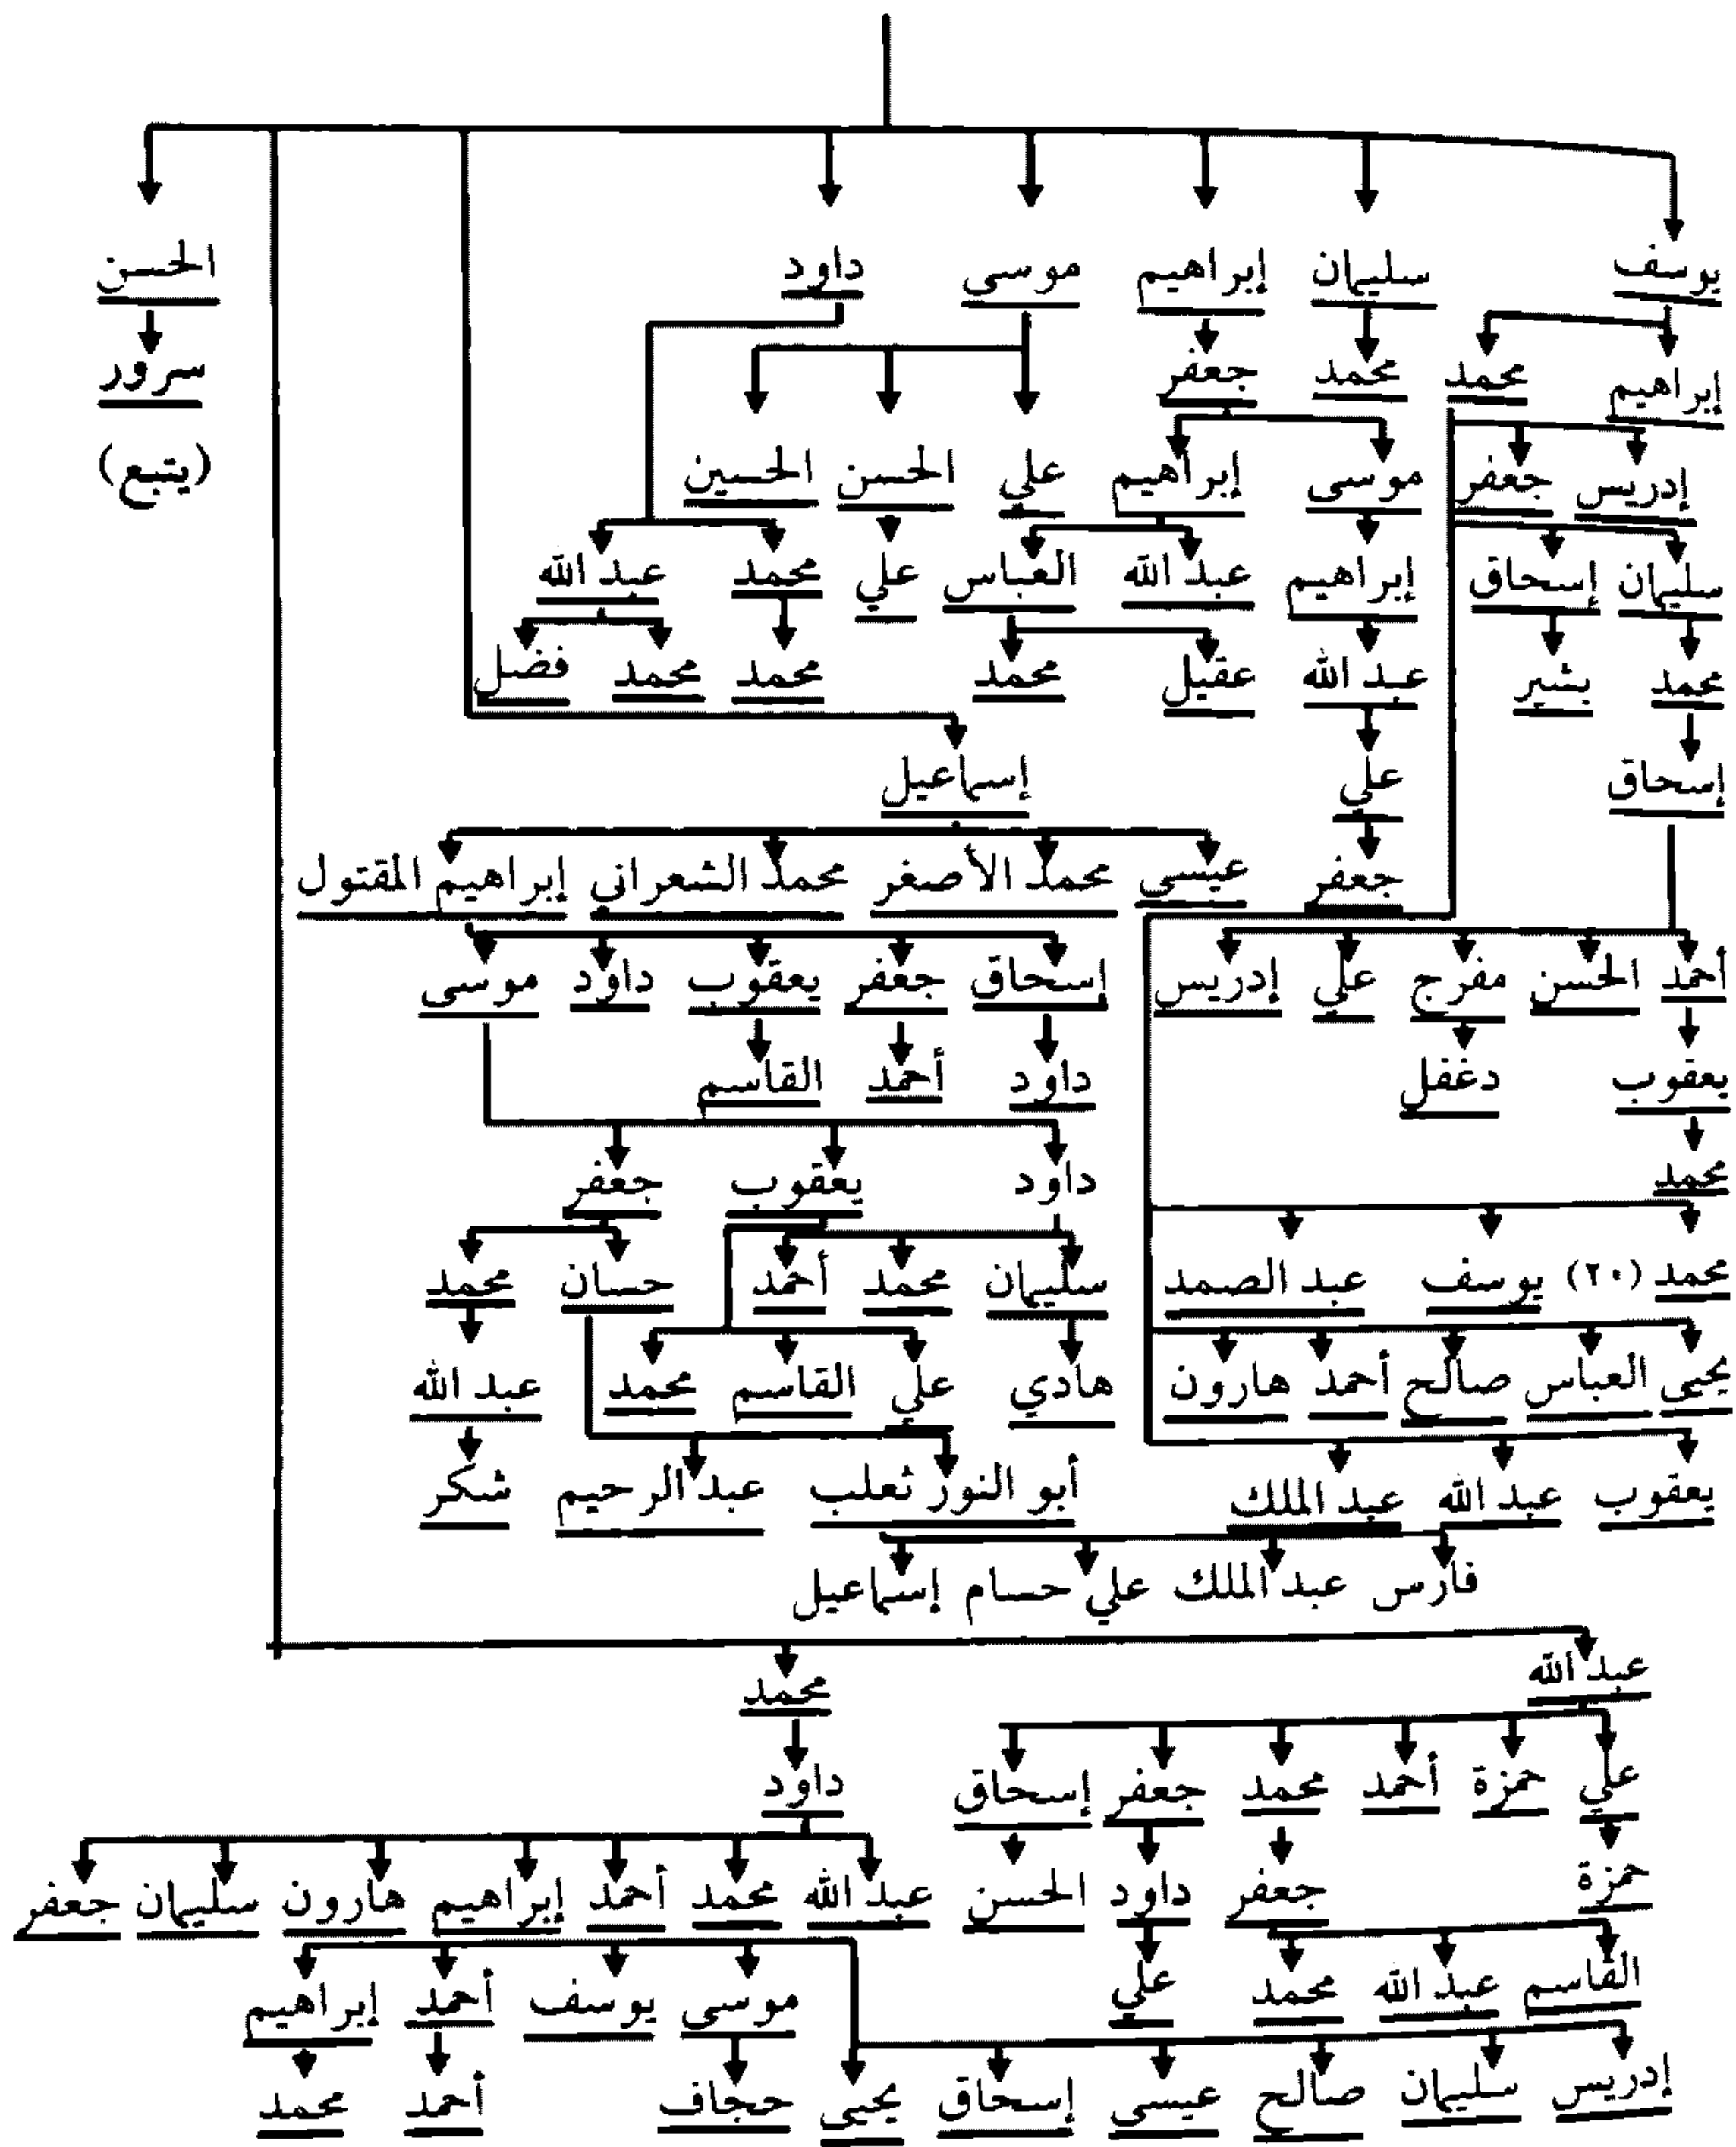 يوسف سليمان إبراهيم موسى داود الحسن
إبراهيم محمد محمد جعفر سرور
إدريس جعفر موسى إبراهيم علي الحسن الحسين (يتبع)
سليمان إسحاق إبراهيم عبد الله العباس علي محمد عبد الله
محمد بشير عبد الله عقيل محمد محمد محمد فضل
إسحاق علي إسماعيل
جعفر عيسى محمد الأصغر محمد الشعراني إبراهيم المقتول
أحمد الحسن مفرج علي إدريس إسحاق جعفر يعقوب داود موسى
يعقوب دغفل داود أحمد القاسم
محمد داود يعقوب جعفر
محمد (٢٠) يوسف عبد الصمد سليمان محمد أحمد حسان محمد
يحيى العباس صالح أحمد هارون هادي علي القاسم محمد عبد الله
يعقوب عبد الله عبد الملك أبو النور ثعلب عبد الرحيم شكر
فارس عبد الملك علي حسام إسماعيل
عبد الله محمد
علي حمزة أحمد محمد جعفر إسحاق داود
حمزة جعفر داود الحسن عبد الله محمد أحمد إبراهيم هارون سليمان جعفر
القاسم عبد الله محمد علي موسى يوسف أحمد إبراهيم
إدريس سليمان صالح عيسى إسحاق يحيى حجاف أحمد محمد